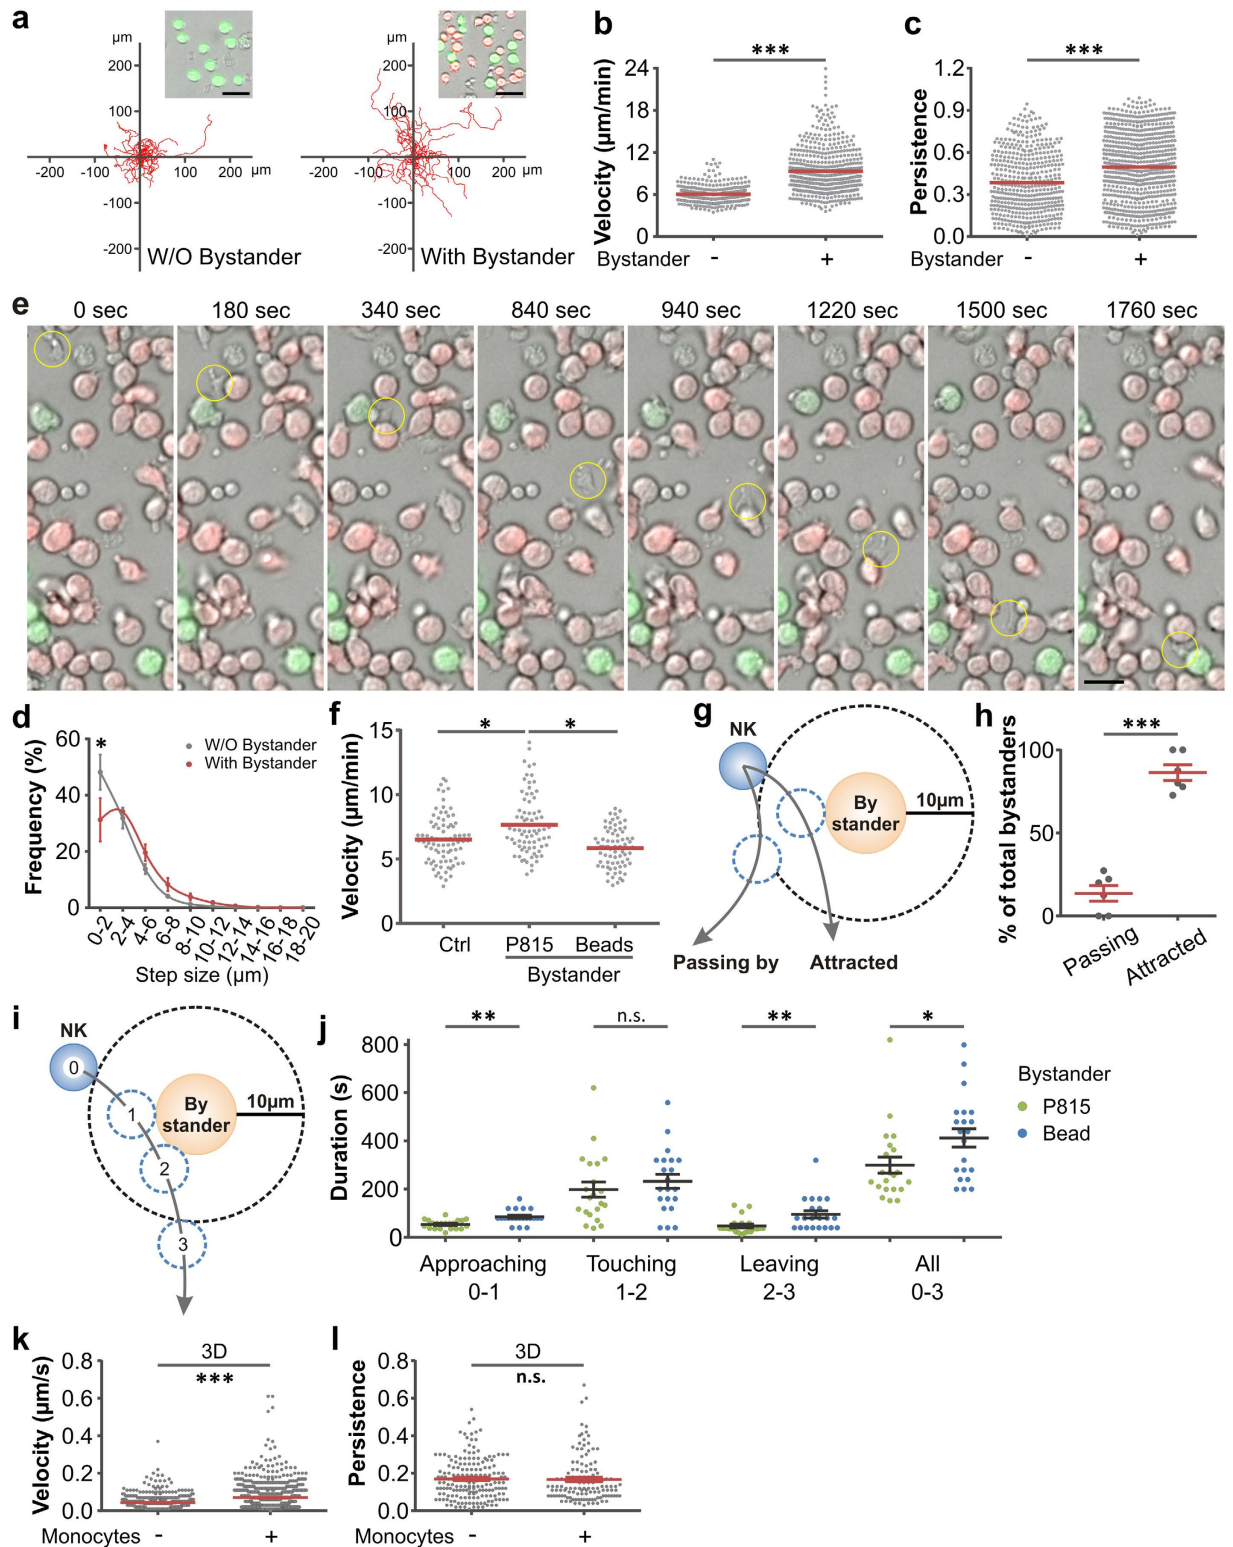 a
µm
200
100
-200 -100 100 200 µm
-100
-200
W/O Bystander
µm
200
100
-200 -100 100 200 µm
-100
-200
With Bystander
b
***
Velocity (µm/min)
24
18
12
6
0
Bystander - +
c
***
Persistence
1.2
0.9
0.6
0.3
0.0
Bystander - +
e
0 sec 180 sec 340 sec 840 sec 940 sec 1220 sec 1500 sec 1760 sec
d
Frequency (%)
60
40
20
0
*
W/O Bystander
With Bystander
0-2 2-4 4-6 6-8 8-10 10-12 12-14 14-16 16-18 18-20
Step size (µm)
f
Velocity (µm/min)
15
10
5
0
* *
Ctrl P815 Beads
Bystander
g
NK
By
stander
10µm
Passing by Attracted
h
***
% of total bystanders
100
50
0
Passing Attracted
i
NK
0
1
2
3
By
stander
10µm
j
Duration (s)
800
600
400
200
0
** n.s. ** *
Approaching Touching Leaving All
0-1 1-2 2-3 0-3
Bystander
P815
Bead
k
3D
***
Velocity (µm/s)
0.8
0.6
0.4
0.2
0.0
Monocytes - +
l
3D
n.s.
Persistence
0.8
0.6
0.4
0.2
0.0
Monocytes - +